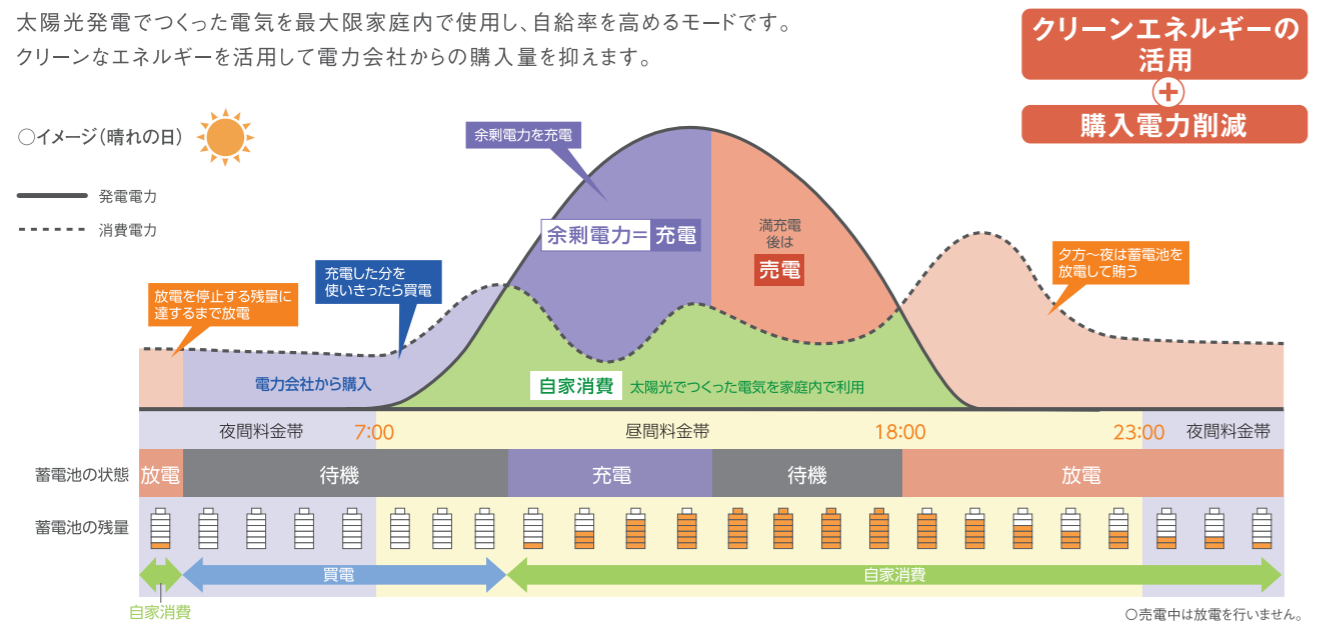 太陽光発電でつくった電気を最大限家庭内で使用し、自給率を高めるモードです。
クリーンなエネルギーを活用して電力会社からの購入量を抑えます。
クリーンエネルギーの
活用
+
購入電力削減
○イメージ(晴れの日)
発電電力
消費電力
余剰電力を充電
余剰電力=充電
満充電
後は
売電
夕方〜夜は蓄電池を
放電して賄う
充電した分を
使いきったら買電
放電を停止する残量に
達するまで放電
電力会社から購入
自家消費 太陽光でつくった電気を家庭内で利用
夜間料金帯 7:00 昼間料金帯 18:00 23:00 夜間料金帯
蓄電池の状態 放電 待機 充電 待機 放電
蓄電池の残量
買電 自家消費
自家消費
○売電中は放電を行いません。